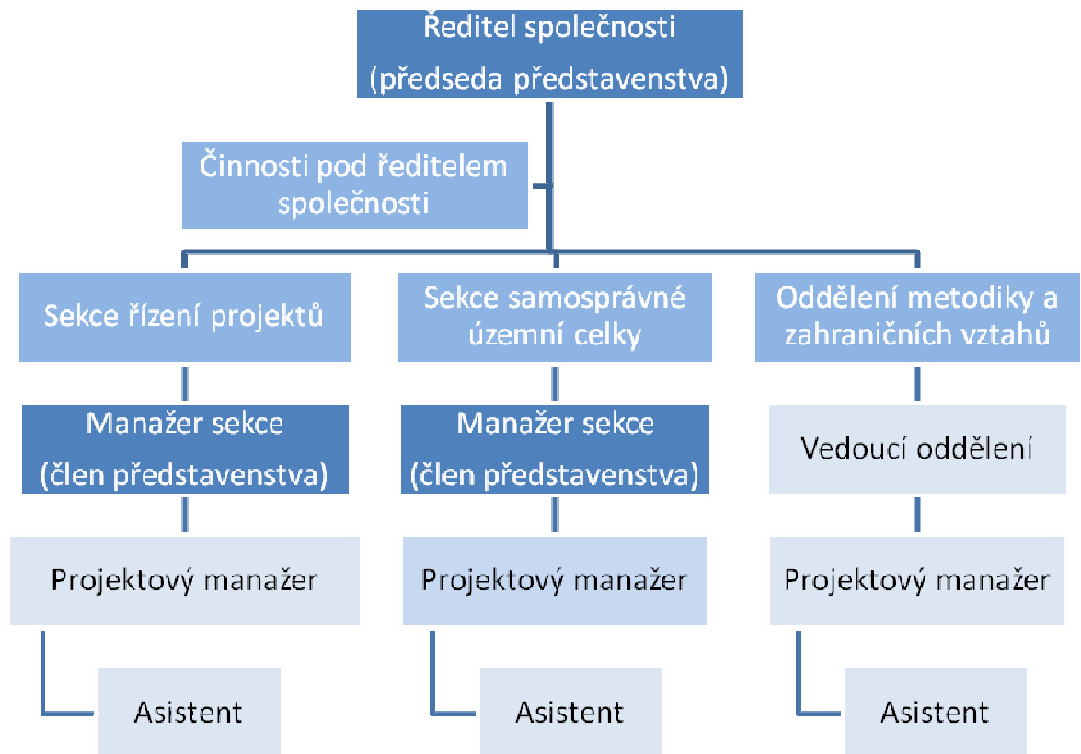 Ředitel společnosti
(předseda představenstva)
Činnosti pod ředitelem
společnosti
Sekce řízení projektů
Sekce samosprávné
územní celky
Oddělení metodiky a
zahraničních vztahů
Manažer sekce
(člen představenstva)
Manažer sekce
(člen představenstva)
Vedoucí oddělení
Projektový manažer
Projektový manažer
Projektový manažer
Asistent
Asistent
Asistent